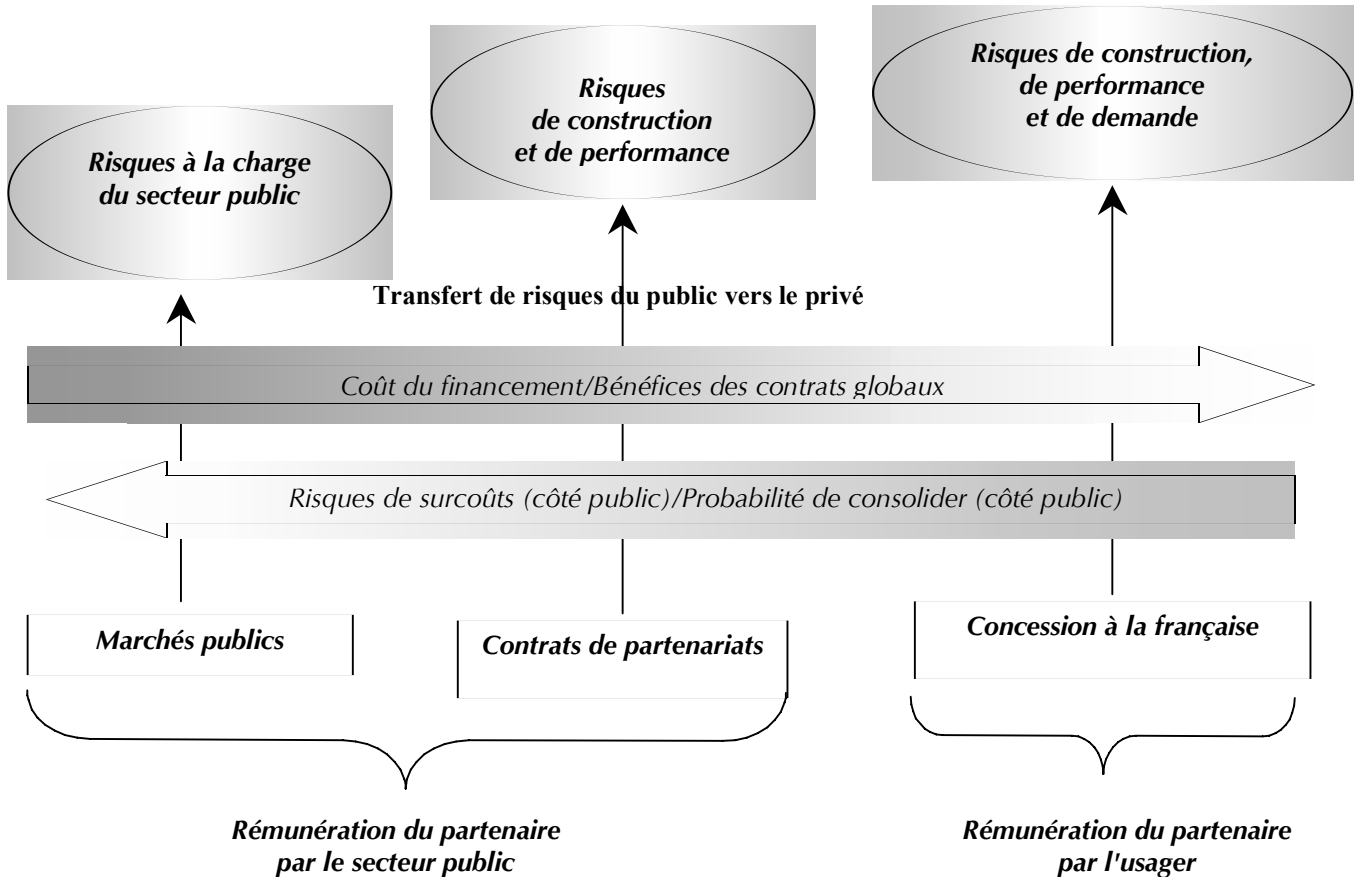 Risques à la charge
du secteur public
Risques
de construction
et de performance
Risques de construction,
de performance
et de demande
Transfert de risques du public vers le privé
Coût du financement/Bénéfices des contrats globaux
Risques de surcoûts (côté public)/Probabilité de consolider (côté public)
Marchés publics
Contrats de partenariats
Concession à la française
Rémunération du partenaire
par le secteur public
Rémunération du partenaire
par l'usager